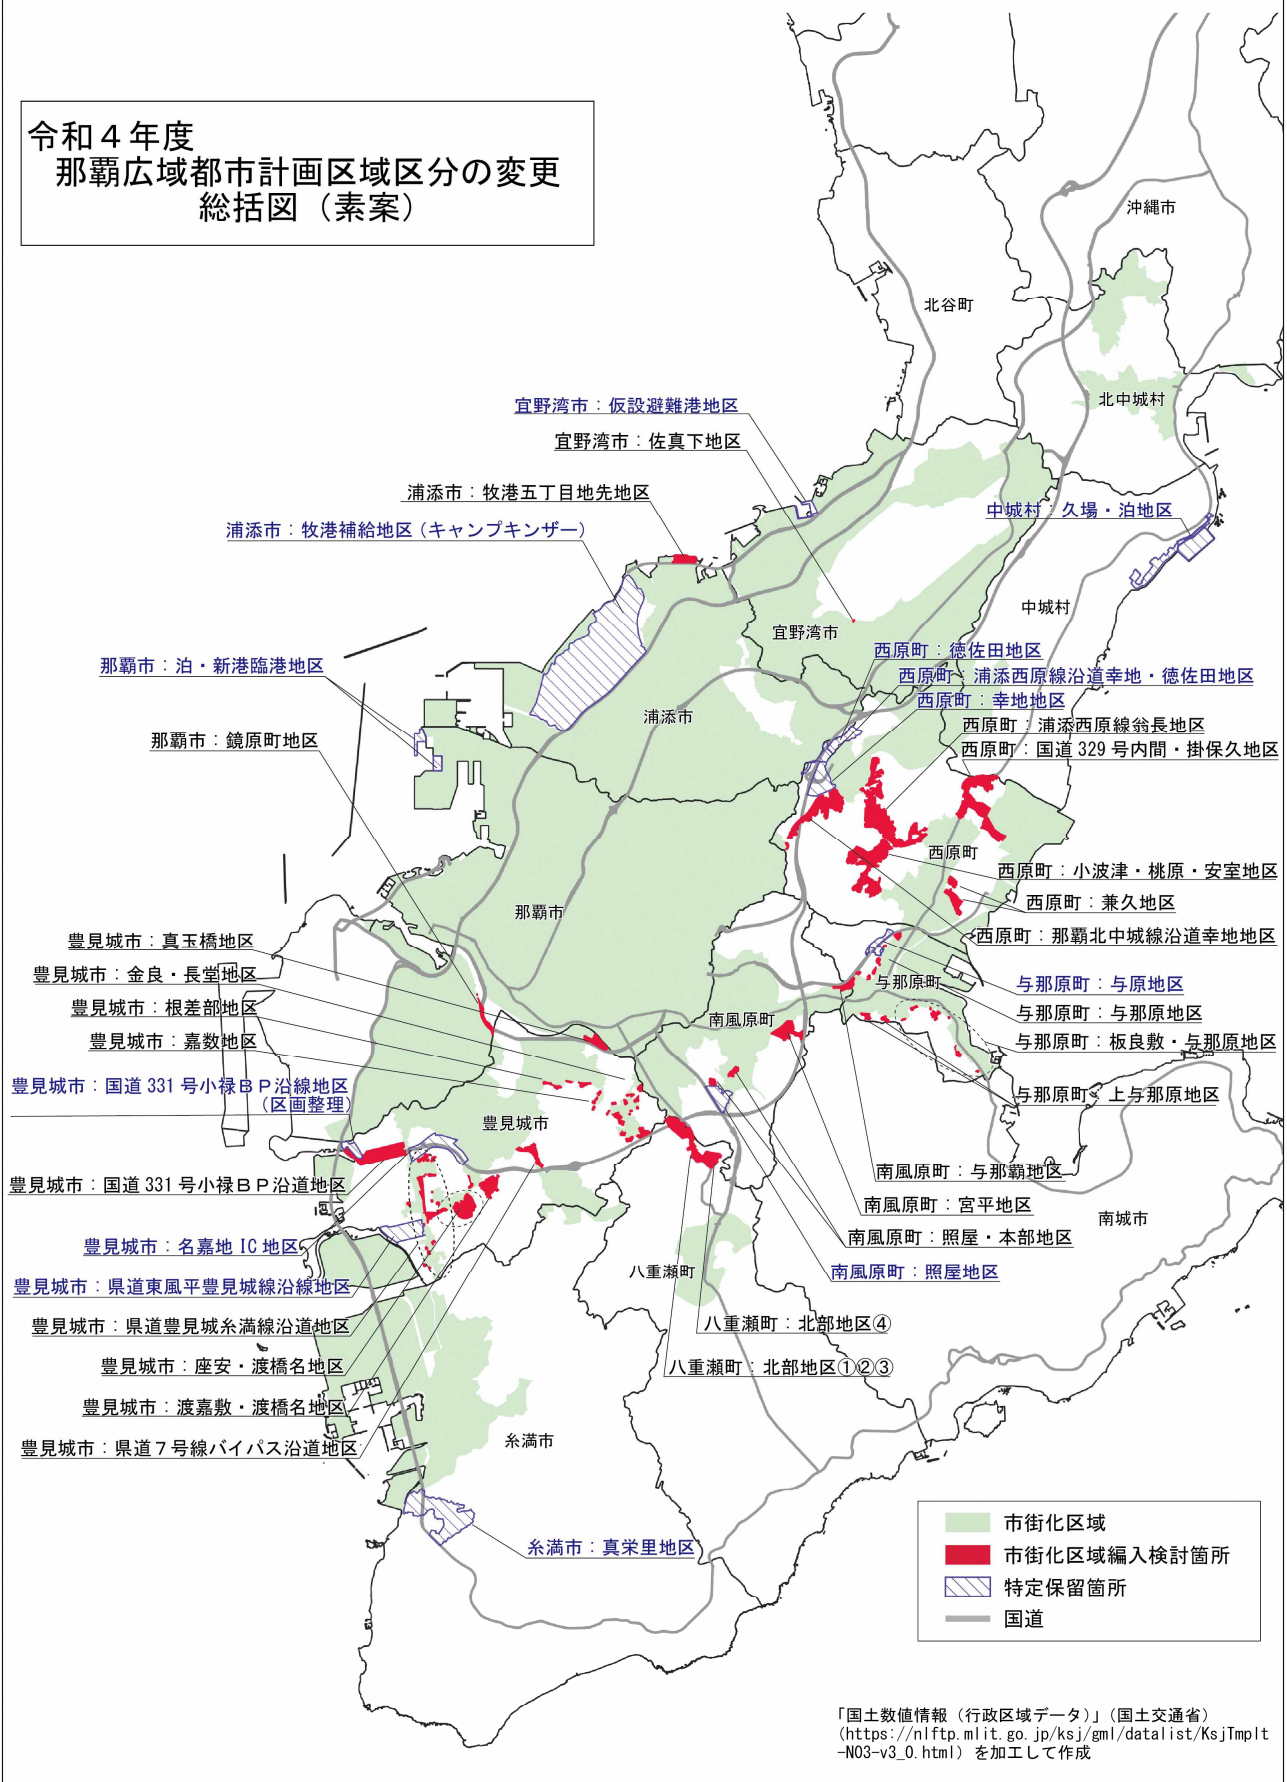 令和４年度
那覇広域都市計画区域区分の変更
総括図（素案）
沖縄市
北谷町
北中城村
宜野湾市：仮設避難港地区
宜野湾市：佐真下地区
浦添市：牧港五丁目地先地区
中城村：久場・泊地区
浦添市：牧港補給地区（キャンプキンザー）
中城村
宜野湾市
西原町：徳佐田地区
那覇市：泊・新港臨港地区
西原町：浦添西原線沿道幸地・徳佐田地区
西原町：幸地地区
浦添市
西原町：浦添西原線翁長地区
那覇市：鏡原町地区
西原町：国道329号内間・掛保久地区
西原町
西原町：小波津・桃原・安室地区
西原町：兼久地区
那覇市
西原町：那覇北中城線沿道幸地地区
豊見城市：真玉橋地区
豊見城市：金良・長堂地区
与那原町
与那原町：与原地区
豊見城市：根差部地区
南風原町
与那原町：与那原地区
豊見城市：嘉数地区
与那原町：板良敷・与那原地区
豊見城市：国道331号小禄ＢＰ沿線地区
（区画整理）
与那原町：上与那原地区
豊見城市
南風原町：与那覇地区
豊見城市：国道331号小禄ＢＰ沿道地区
南風原町：宮平地区
南城市
南風原町：照屋・本部地区
豊見城市：名嘉地IC地区
八重瀬町
南風原町：照屋地区
豊見城市：県道東風平豊見城線沿線地区
豊見城市：県道豊見城糸満線沿道地区
八重瀬町：北部地区④
豊見城市：座安・渡橋名地区
八重瀬町：北部地区①②③
豊見城市：渡嘉敷・渡橋名地区
豊見城市：県道７号線バイパス沿道地区
糸満市
糸満市：真栄里地区
市街化区域
市街化区域編入検討箇所
特定保留箇所
国道
「国土数値情報（行政区域データ）」（国土交通省）
（https://nlftp.mlit.go.jp/ksj/gml/datalist/KsjTmplt
-N03-v3_0.html）を加工して作成